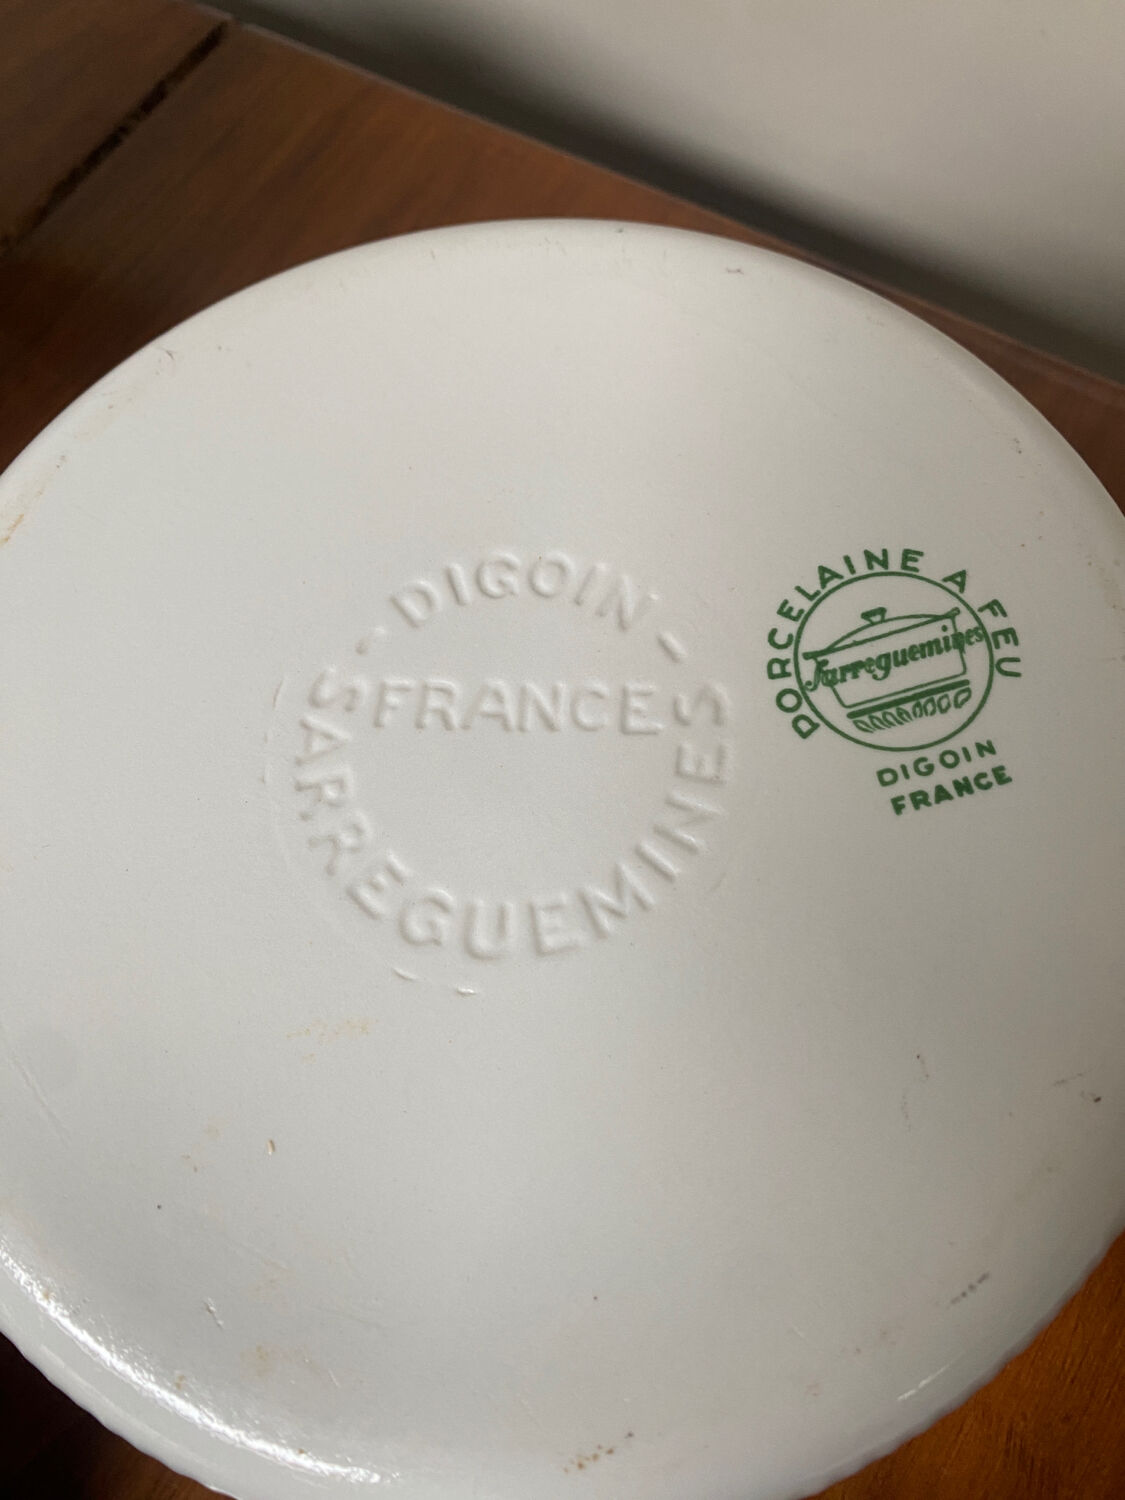 DIGOIN
FRANCE
SARREGUEMINES
PORCELAINE A FEU
Sarreguemines
DIGOIN
FRANCE